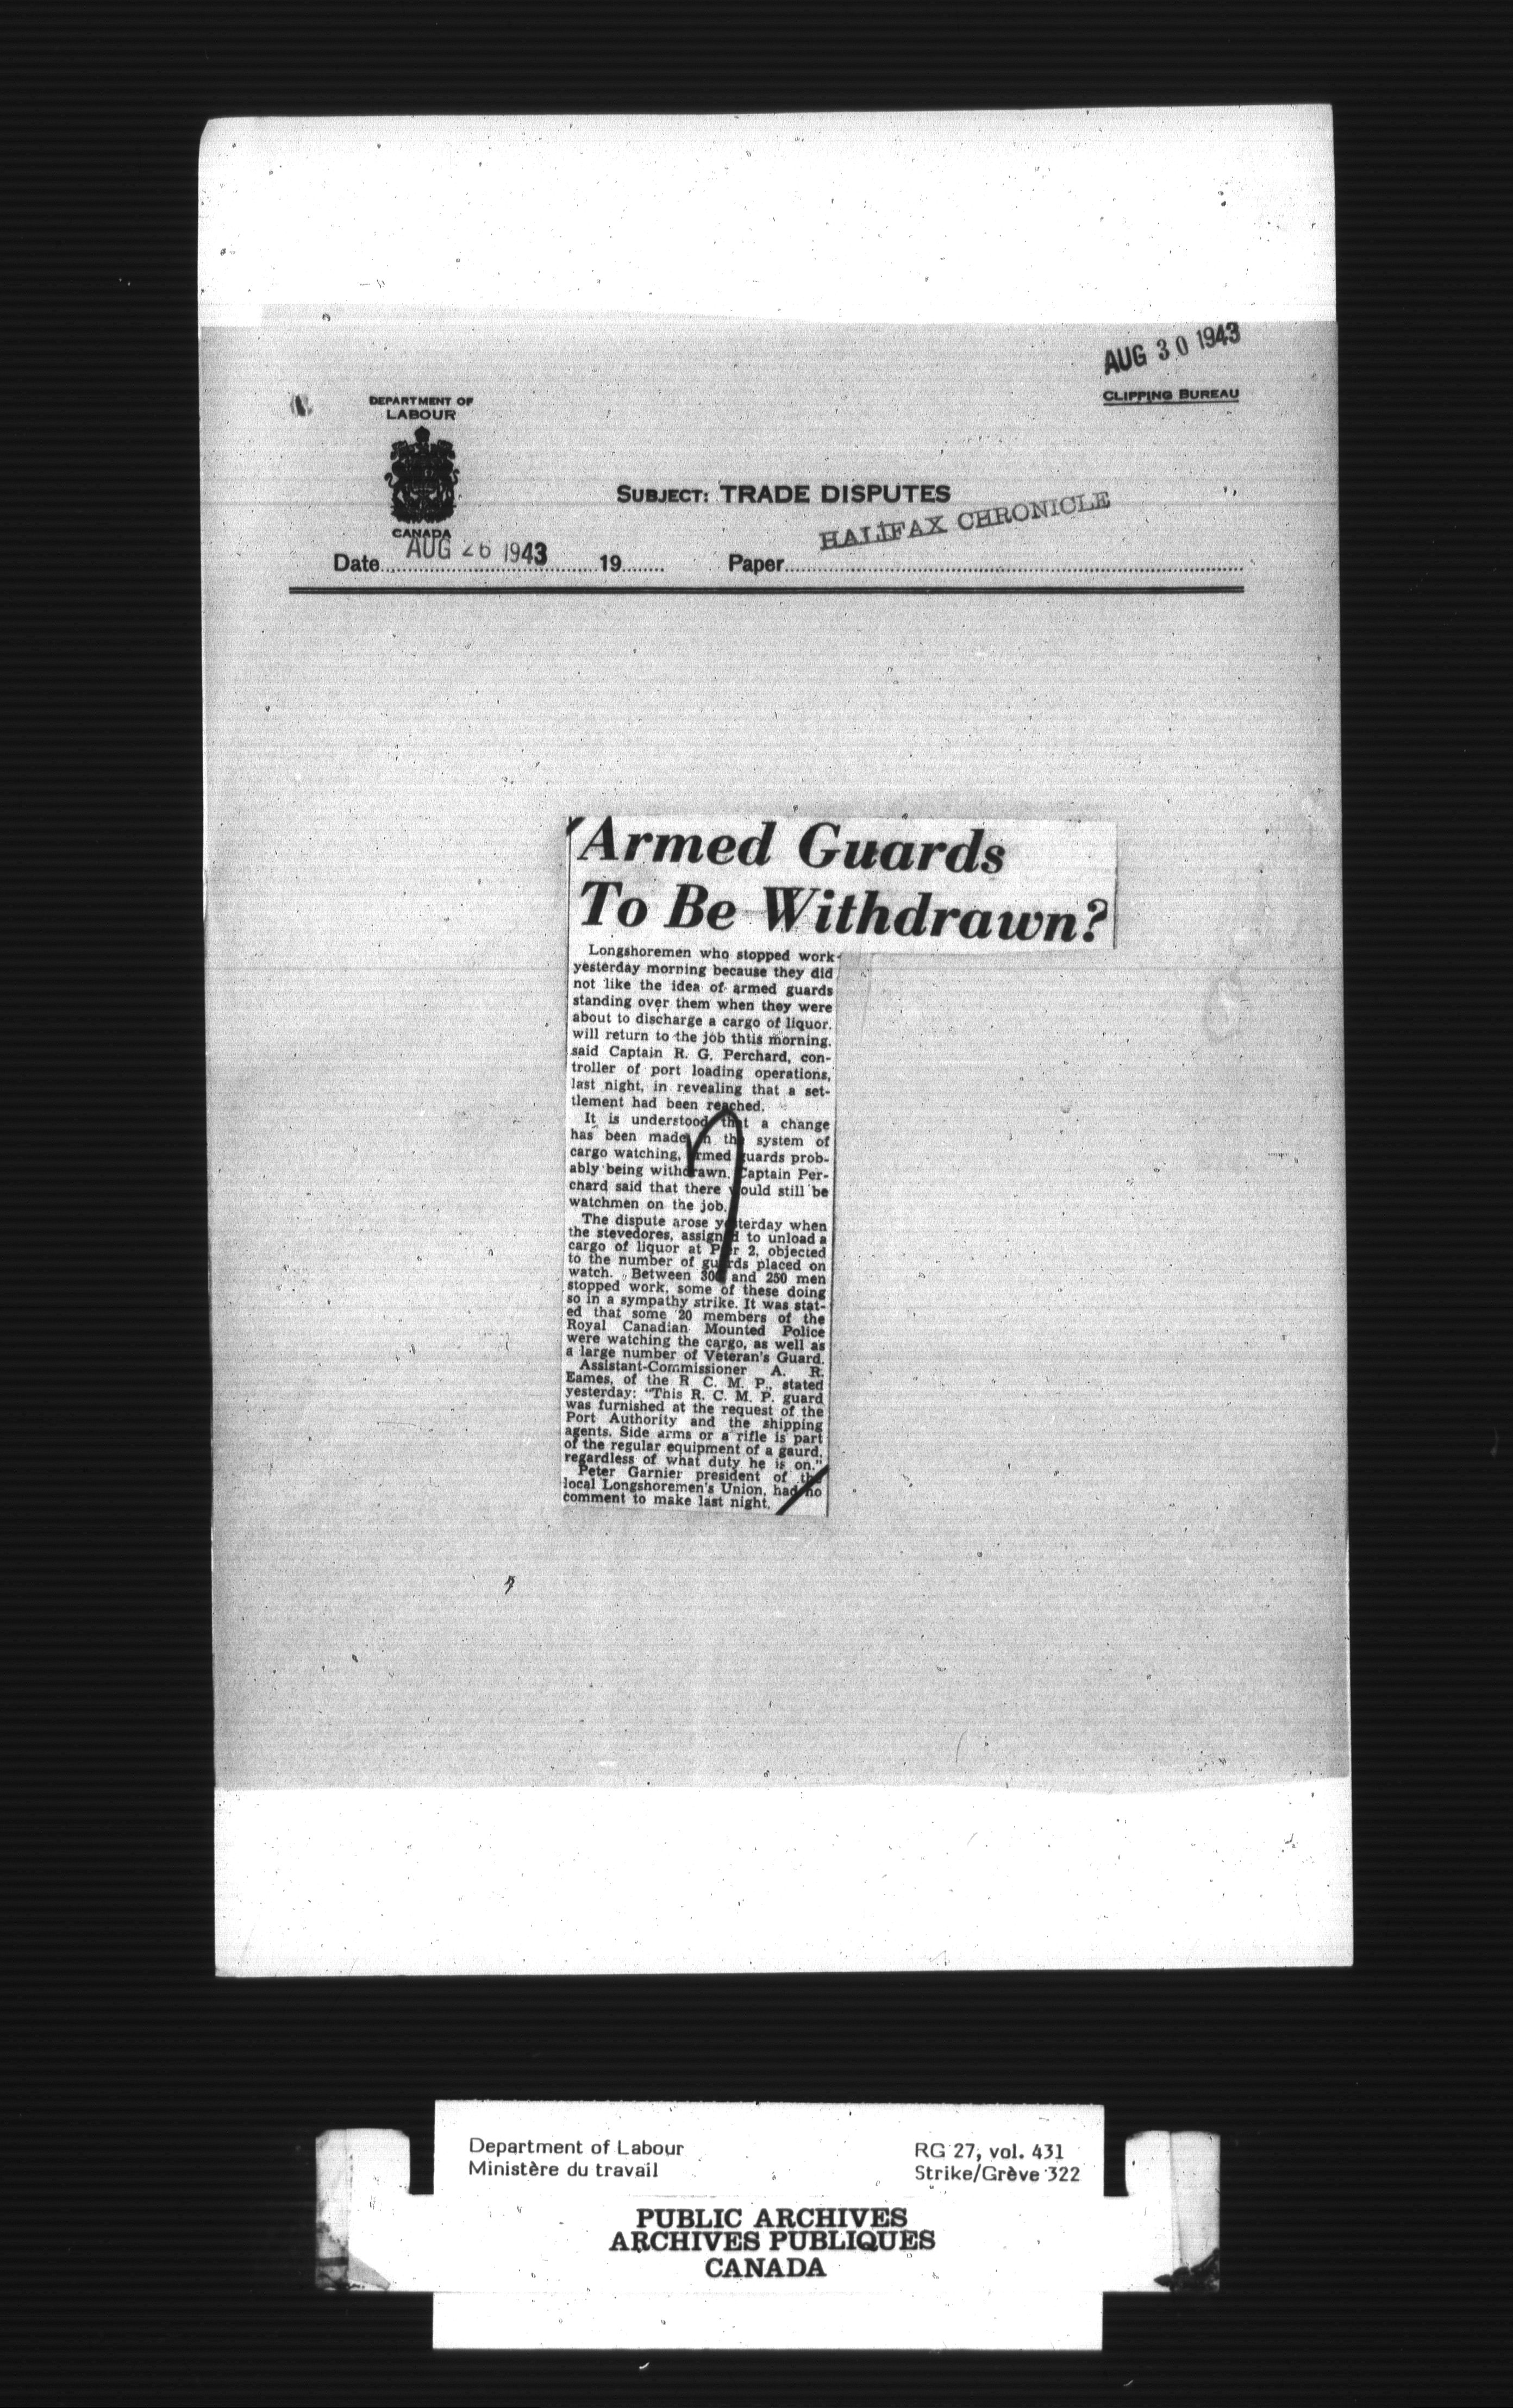 AUG 30 1943
CLIPPING BUREAU
DEPARTMENT OF
LABOUR
CANADA
SUBJECT: TRADE DISPUTES
HALIFAX CHRONICLE
AUG 26 1943
Date 19 Paper
Armed Guards
To Be Withdrawn?
Longshoremen who stopped work
yesterday morning because they did
not like the idea of armed guards
standing over them when they were
about to discharge a cargo of liquor.
will return to the job thtis morning.
said Captain R. G. Perchard, con-
troller of port loading operations,
last night, in revealing that a set-
tlement had been reached.
It is understood that a change
has been made in the system of
cargo watching, armed guards prob-
ably being withdrawn. Captain Per-
chard said that there would still be
watchmen on the job.
The dispute arose yesterday when
the stevedores, assigned to unload a
cargo of liquor at Pier 2, objected
to the number of guards placed on
watch. Between 300 and 250 men
stopped work, some of these doing
so in a sympathy strike. It was stat-
ed that some 20 members of the
Royal Canadian Mounted Police
were watching the cargo, as well as
a large number of Veteran's Guard.
Assistant-Commissioner A. R.
Eames, of the R C. M. P., stated
yesterday: "This R. C. M. P. guard
was furnished at the request of the
Port Authority and the shipping
agents. Side arms or a rifle is part
of the regular equipment of a gaurd,
regardless of what duty he is on."
Peter Garnier president of the
local Longshoremen's Union, had no
comment to make last night.
Department of Labour
Ministère du travail
RG 27, vol. 431
Strike/Grève 322
PUBLIC ARCHIVES
ARCHIVES PUBLIQUES
CANADA